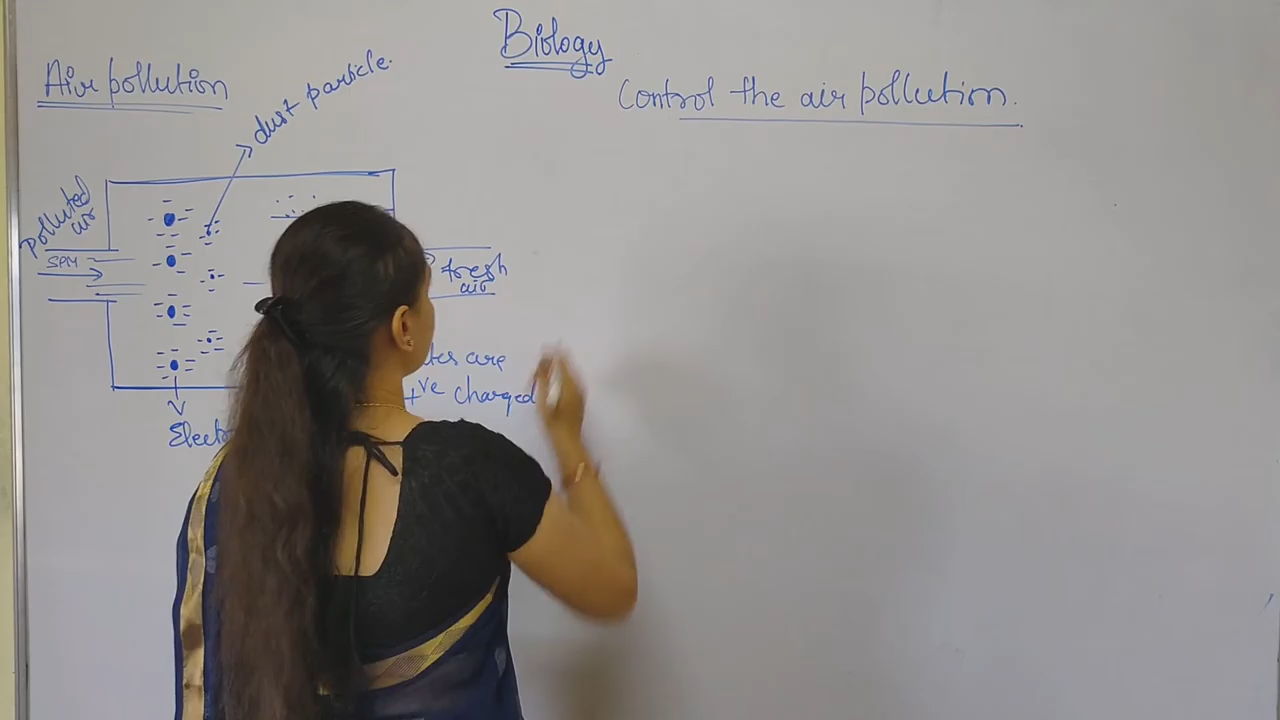 Biology
Air pollution
Control the air pollution.
dust particle.
Polluted
air
SPM
fresh
air
are
+ve charged